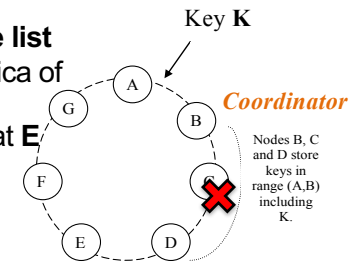 Key K
e list
ica of
at E
A
B
C
D
E
F
G
Coordinator
Nodes B, C
and D store
keys in
range (A,B)
including
K.